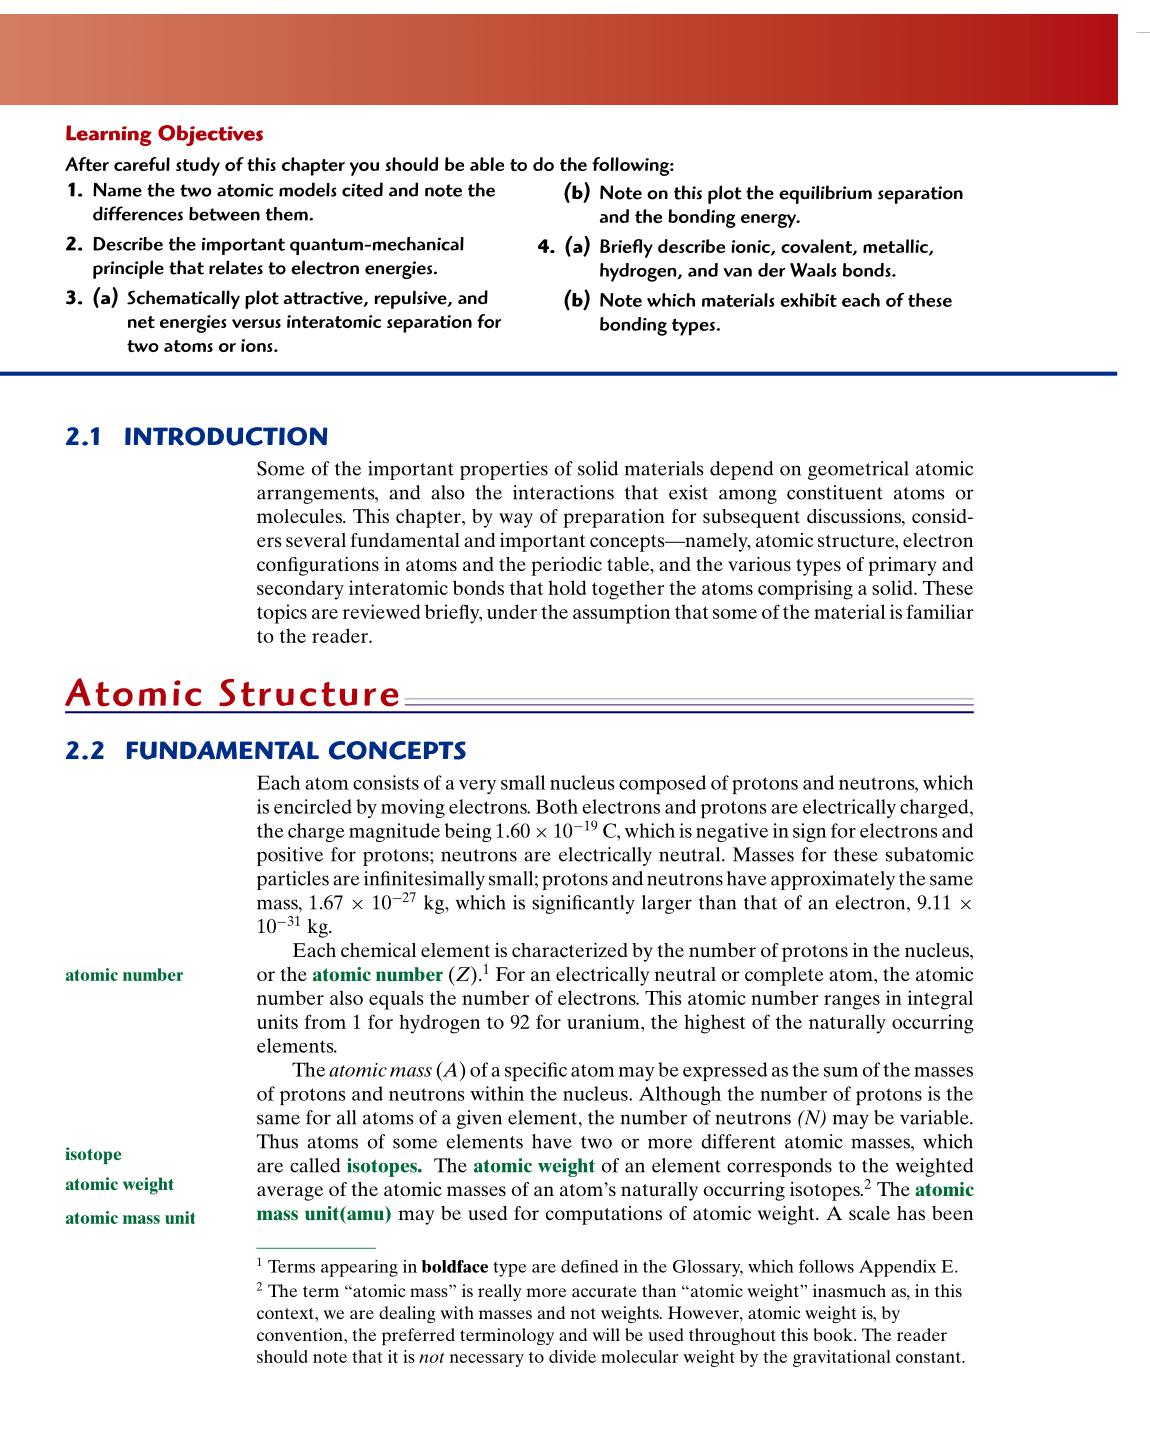 Learning Objectives
After careful study of this chapter you should be able to do the following:
1. Name the two atomic models cited and note the
differences between them.
2. Describe the important quantum-mechanical
principle that relates to electron energies.
3. (a) Schematically plot attractive, repulsive, and
net energies versus interatomic separation for
two atoms or ions.
(b) Note on this plot the equilibrium separation
and the bonding energy.
4. (a) Briefly describe ionic, covalent, metallic,
hydrogen, and van der Waals bonds.
(b) Note which materials exhibit each of these
bonding types.
2.1 INTRODUCTION
Some of the important properties of solid materials depend on geometrical atomic
arrangements, and also the interactions that exist among constituent atoms or
molecules. This chapter, by way of preparation for subsequent discussions, consid-
ers several fundamental and important concepts—namely, atomic structure, electron
configurations in atoms and the periodic table, and the various types of primary and
secondary interatomic bonds that hold together the atoms comprising a solid. These
topics are reviewed briefly, under the assumption that some of the material is familiar
to the reader.
Atomic Structure
2.2 FUNDAMENTAL CONCEPTS
Each atom consists of a very small nucleus composed of protons and neutrons, which
is encircled by moving electrons. Both electrons and protons are electrically charged,
the charge magnitude being 1.60 × 10⁻¹⁹ C, which is negative in sign for electrons and
positive for protons; neutrons are electrically neutral. Masses for these subatomic
particles are infinitesimally small; protons and neutrons have approximately the same
mass, 1.67 × 10⁻²⁷ kg, which is significantly larger than that of an electron, 9.11 ×
10⁻³¹ kg.
Each chemical element is characterized by the number of protons in the nucleus,
atomic number
or the atomic number (Z).¹ For an electrically neutral or complete atom, the atomic
number also equals the number of electrons. This atomic number ranges in integral
units from 1 for hydrogen to 92 for uranium, the highest of the naturally occurring
elements.
The atomic mass (A) of a specific atom may be expressed as the sum of the masses
of protons and neutrons within the nucleus. Although the number of protons is the
same for all atoms of a given element, the number of neutrons (N) may be variable.
Thus atoms of some elements have two or more different atomic masses, which
isotope
are called isotopes. The atomic weight of an element corresponds to the weighted
atomic weight
average of the atomic masses of an atom's naturally occurring isotopes.² The atomic
atomic mass unit
mass unit(amu) may be used for computations of atomic weight. A scale has been
¹ Terms appearing in boldface type are defined in the Glossary, which follows Appendix E.
² The term “atomic mass” is really more accurate than “atomic weight” inasmuch as, in this
context, we are dealing with masses and not weights. However, atomic weight is, by
convention, the preferred terminology and will be used throughout this book. The reader
should note that it is not necessary to divide molecular weight by the gravitational constant.